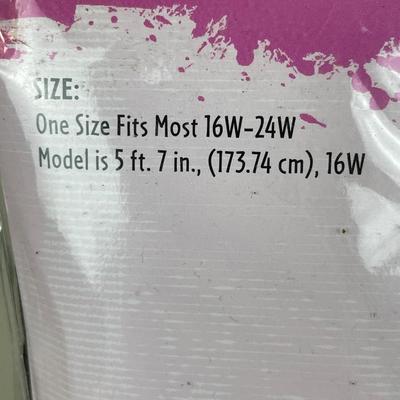 SIZE:
One Size Fits Most 16W-24W
Model is 5 ft. 7 in., (173.74 cm), 16W